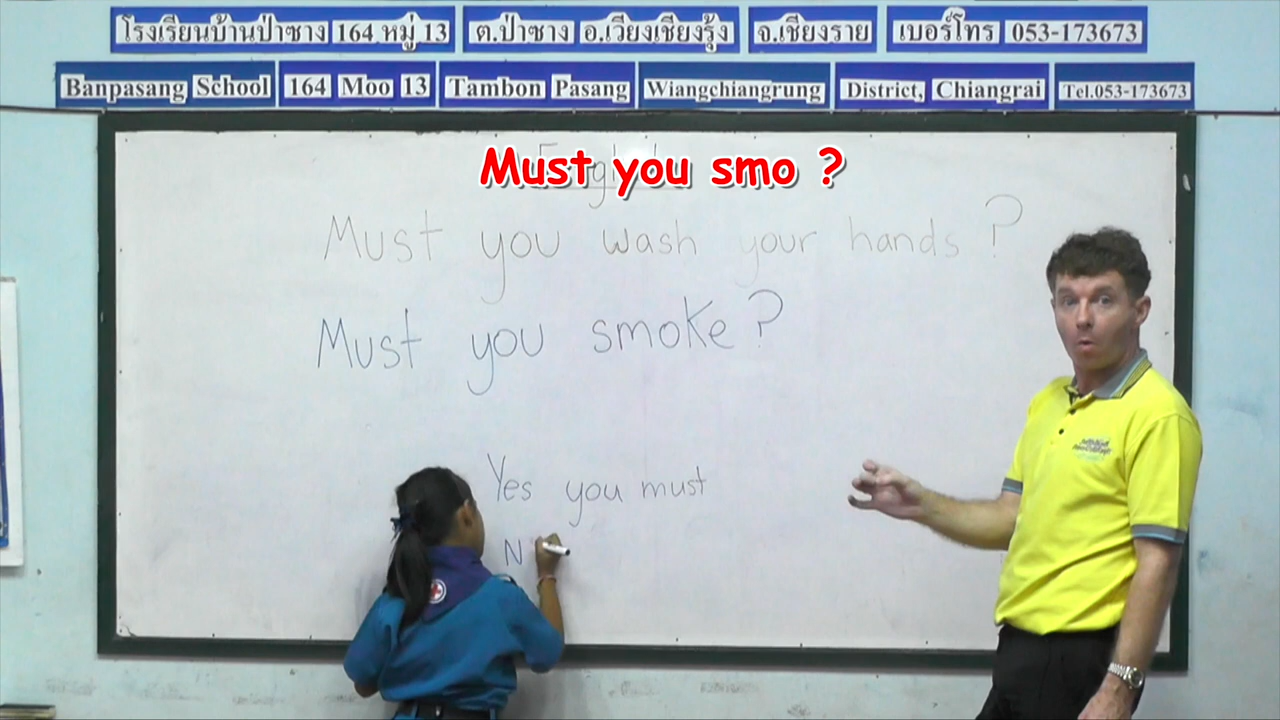 โรงเรียนบ้านป่าซาง 164 หมู่ 13 ต.ป่าซาง อ.เวียงเชียงรุ้ง จ.เชียงราย เบอร์โทร 053-173673
Banpasang School 164 Moo 13 Tambon Pasang Wiangchiangrung District, Chiangrai Tel.053-173673
Must you smo ?
Must you wash your hands ?
Must you smoke ?
Yes you must
N